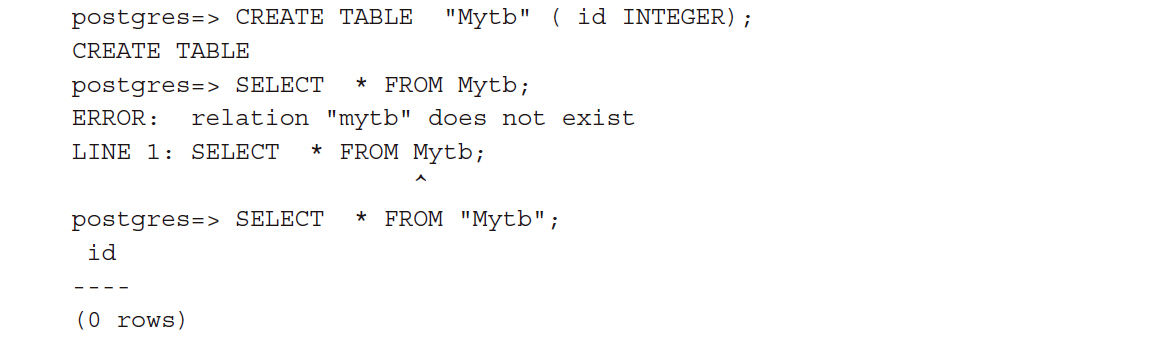 postgres=> CREATE TABLE  "Mytb" ( id INTEGER);
CREATE TABLE
postgres=> SELECT  * FROM Mytb;
ERROR:  relation "mytb" does not exist
LINE 1: SELECT  * FROM Mytb;
                       ^
postgres=> SELECT  * FROM "Mytb";
 id
----
(0 rows)